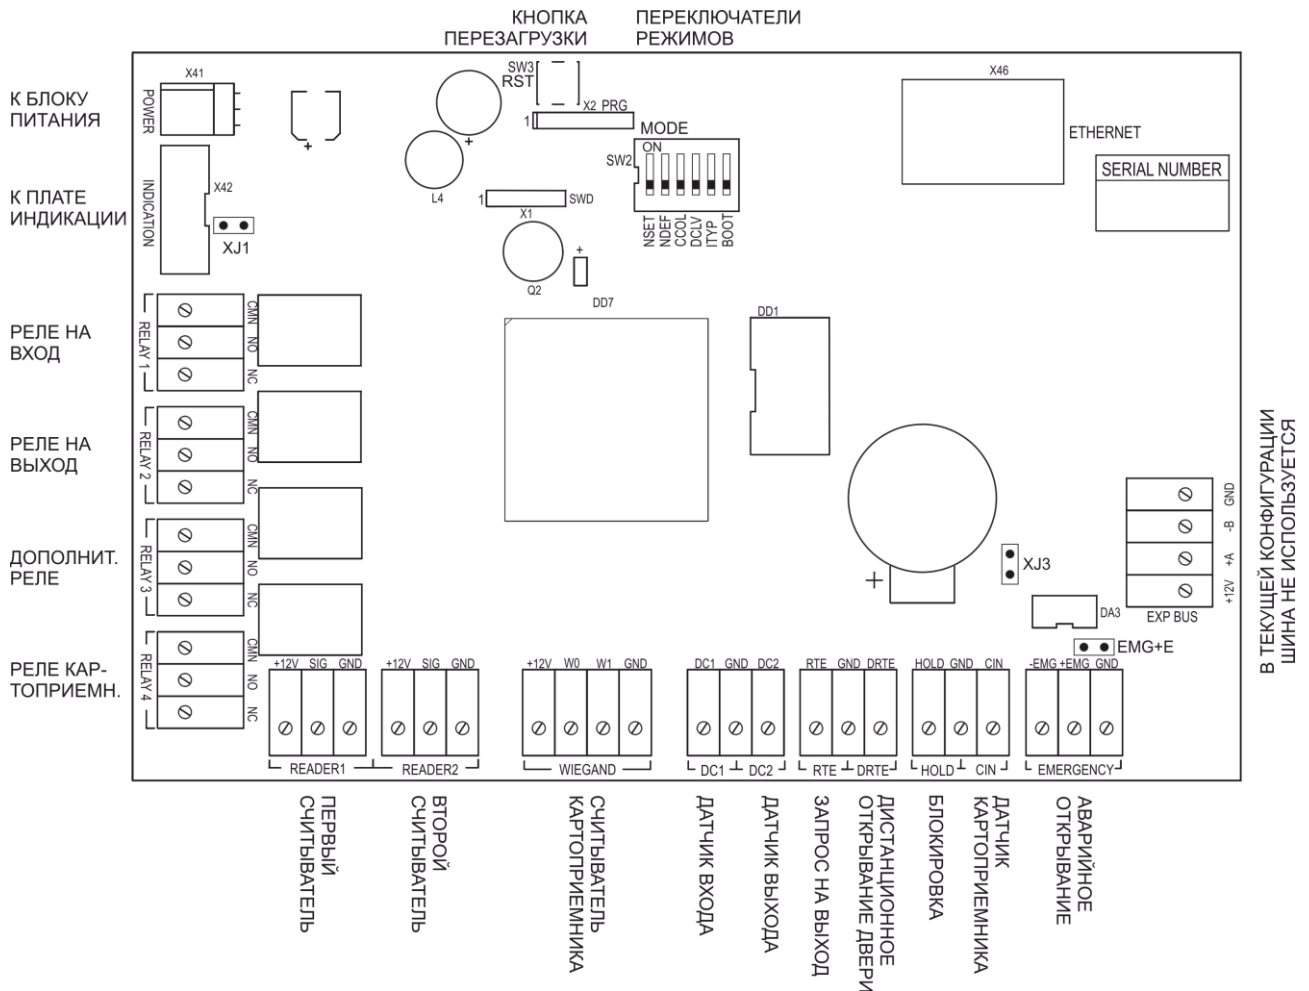 КНОПКА
ПЕРЕЗАГРУЗКИ
ПЕРЕКЛЮЧАТЕЛИ
РЕЖИМОВ
К БЛОКУ
ПИТАНИЯ
X41
POWER
+
+
L4
SW3
RST
X2 PRG
1
MODE
ON
SW2
NSET
NDEF
CCOL
DCLV
ITYP
BOOT
X46
ETHERNET
SERIAL NUMBER
К ПЛАТЕ
ИНДИКАЦИИ
INDICATION
X42
XJ1
1
SWD
X1
Q2
+
DD7
DD1
РЕЛЕ НА
ВХОД
RELAY 1
CMN
NO
NC
РЕЛЕ НА
ВЫХОД
RELAY 2
CMN
NO
NC
ДОПОЛНИТ.
РЕЛЕ
RELAY 3
CMN
NO
NC
РЕЛЕ КАР-
ТОПРИЕМН.
RELAY 4
CMN
NO
NC
+
XJ3
DA3
EMG+E
GND
-B
+A
+12V
EXP BUS
В ТЕКУЩЕЙ КОНФИГУРАЦИИ
ШИНА НЕ ИСПОЛЬЗУЕТСЯ
+12V SIG GND
READER1
+12V SIG GND
READER2
+12V W0 W1 GND
WIEGAND
DC1 GND DC2
DC1 DC2
RTE GND DRTE
RTE DRTE
HOLD GND CIN
HOLD CIN
-EMG +EMG GND
EMERGENCY
ПЕРВЫЙ
СЧИТЫВАТЕЛЬ
ВТОРОЙ
СЧИТЫВАТЕЛЬ
СЧИТЫВАТЕЛЬ
КАРТОПРИЕМНИКА
ДАТЧИК ВХОДА
ДАТЧИК ВЫХОДА
ЗАПРОС НА ВЫХОД
ДИСТАНЦИОННОЕ
ОТКРЫВАНИЕ ДВЕРИ
БЛОКИРОВКА
ДАТЧИК
КАРТОПРИЕМНИКА
АВАРИЙНОЕ
ОТКРЫВАНИЕ